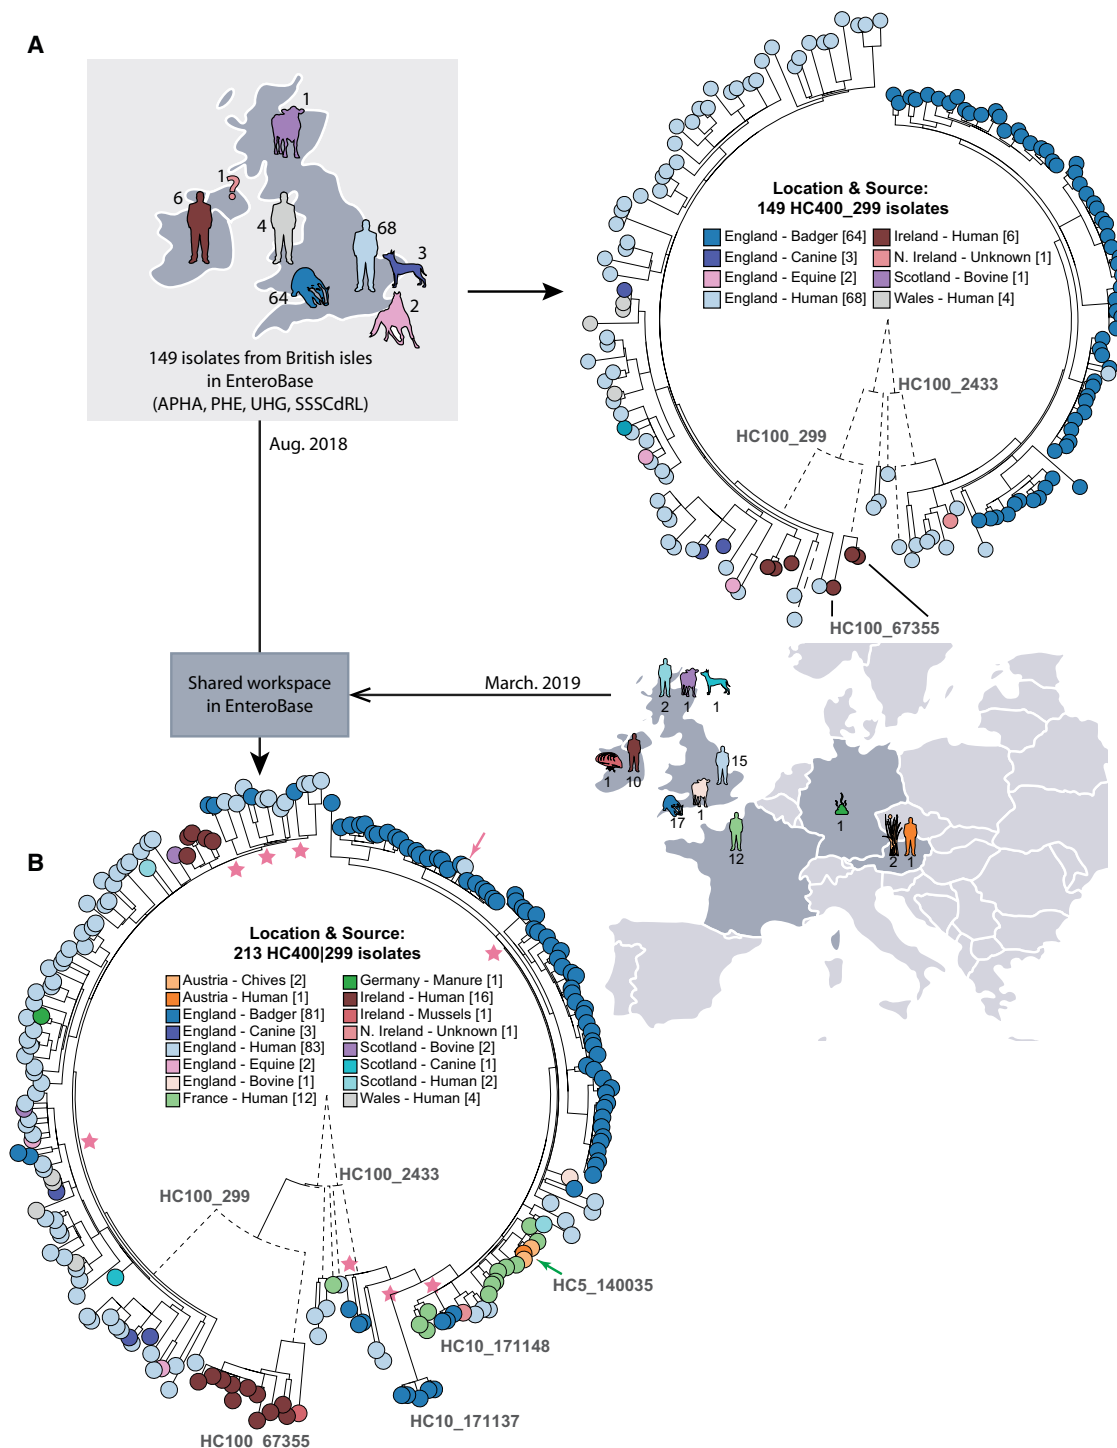 A
1
1
?
6
4
68
3
64
2
149 isolates from British isles
in EnteroBase
(APHA, PHE, UHG, SSSCdRL)
Aug. 2018
Location & Source:
149 HC400_299 isolates
England - Badger [64]
England - Canine [3]
England - Equine [2]
England - Human [68]
Ireland - Human [6]
N. Ireland - Unknown [1]
Scotland - Bovine [1]
Wales - Human [4]
HC100_2433
HC100_299
HC100_67355
Shared workspace
in EnteroBase
March. 2019
2
1
1
1
10
15
17
1
12
1
2
1
B
Location & Source:
213 HC400|299 isolates
Austria - Chives [2]
Austria - Human [1]
England - Badger [81]
England - Canine [3]
England - Human [83]
England - Equine [2]
England - Bovine [1]
France - Human [12]
Germany - Manure [1]
Ireland - Human [16]
Ireland - Mussels [1]
N. Ireland - Unknown [1]
Scotland - Bovine [2]
Scotland - Canine [1]
Scotland - Human [2]
Wales - Human [4]
HC100_2433
HC100_299
HC5_140035
HC10_171148
HC10_171137
HC100_67355